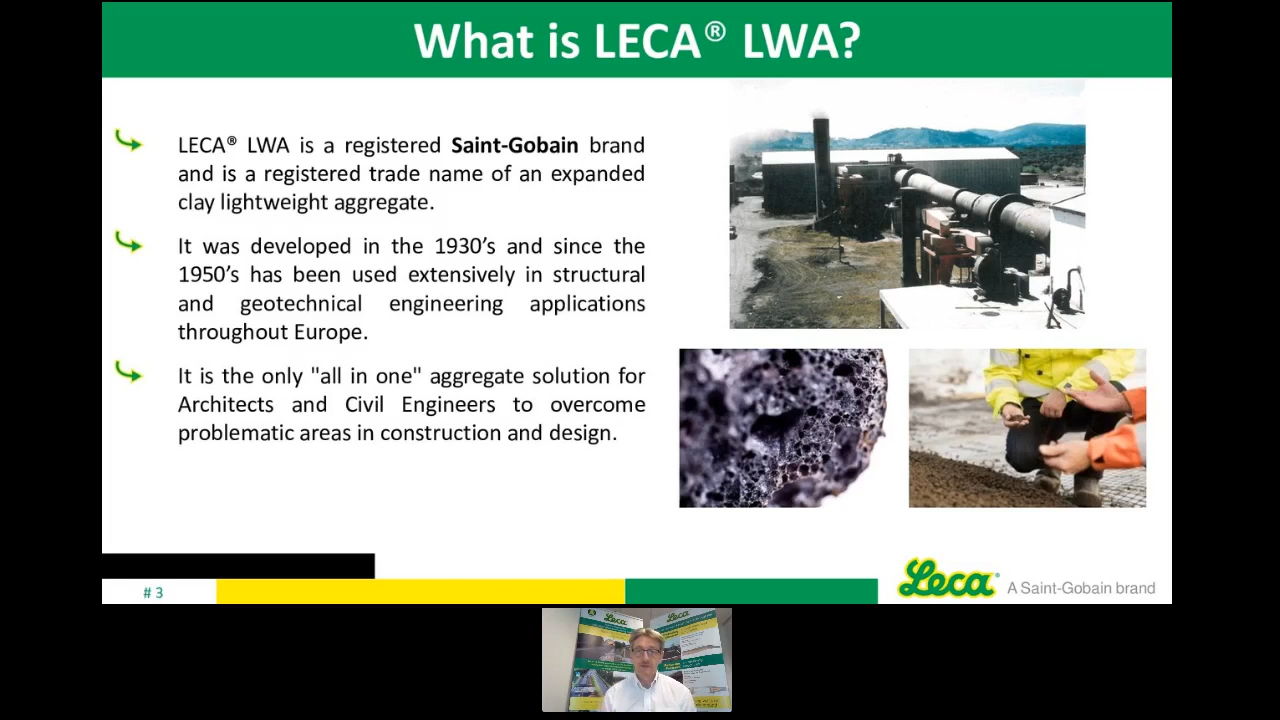 What is LECA® LWA?
LECA® LWA is a registered Saint-Gobain brand
and is a registered trade name of an expanded
clay lightweight aggregate.
It was developed in the 1930’s and since the
1950’s has been used extensively in structural
and geotechnical engineering applications
throughout Europe.
It is the only "all in one" aggregate solution for
Architects and Civil Engineers to overcome
problematic areas in construction and design.
# 3
Leca® A Saint-Gobain brand
Leca Leca